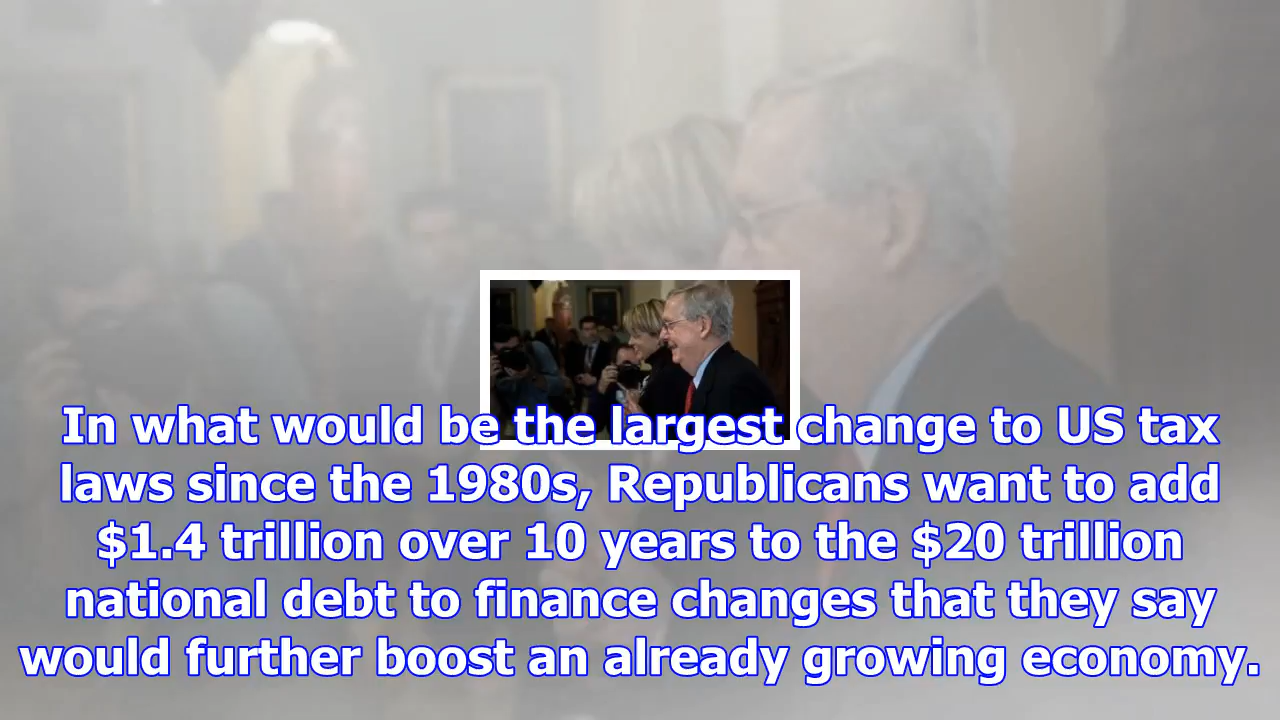 In what would be the largest change to US tax
laws since the 1980s, Republicans want to add
$1.4 trillion over 10 years to the $20 trillion
national debt to finance changes that they say
would further boost an already growing economy.